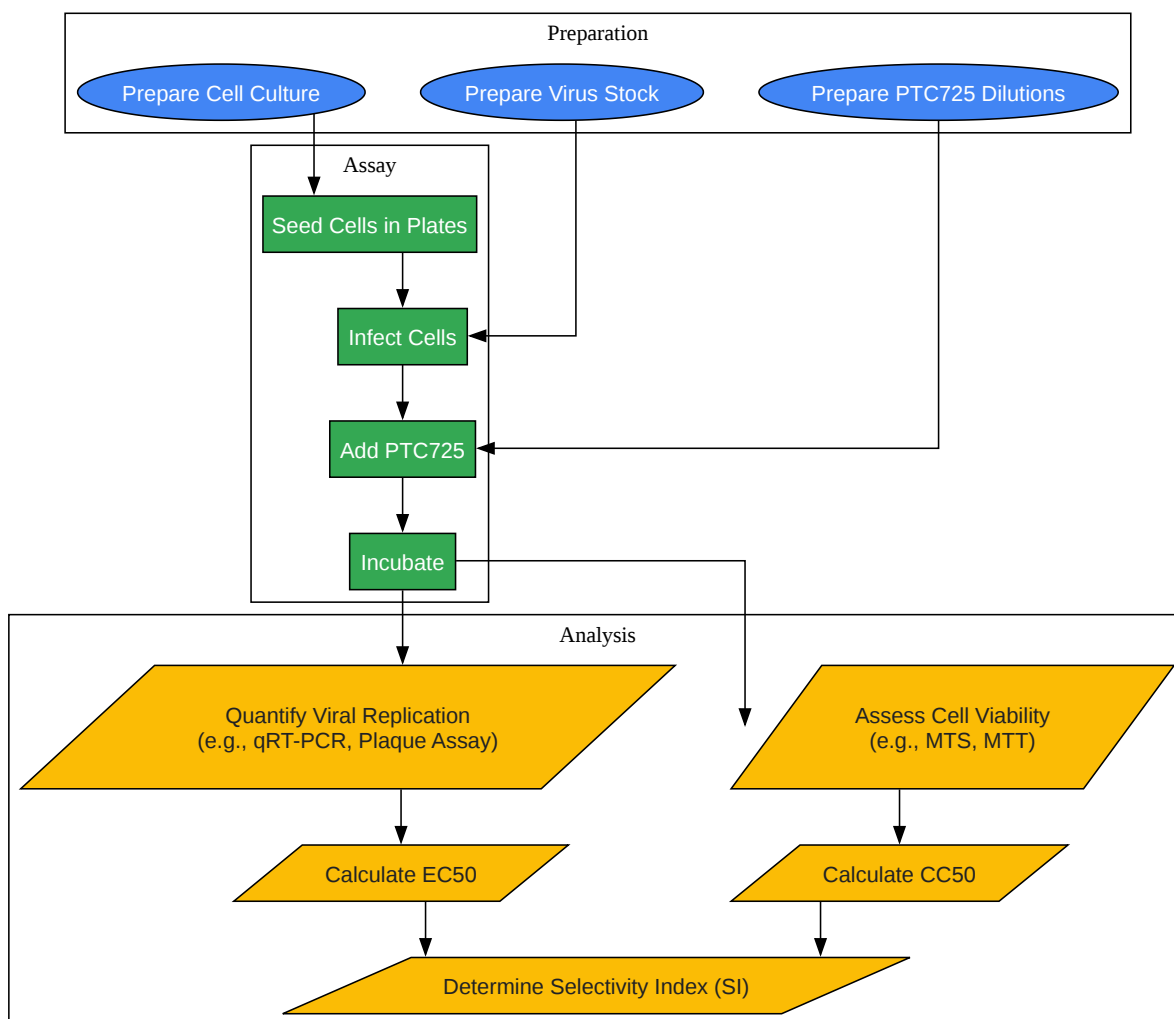 Preparation
Prepare Cell Culture
Prepare Virus Stock
Prepare PTC725 Dilutions
Assay
Seed Cells in Plates
Infect Cells
Add PTC725
Incubate
Analysis
Quantify Viral Replication
(e.g., qRT-PCR, Plaque Assay)
Assess Cell Viability
(e.g., MTS, MTT)
Calculate EC50
Calculate CC50
Determine Selectivity Index (SI)